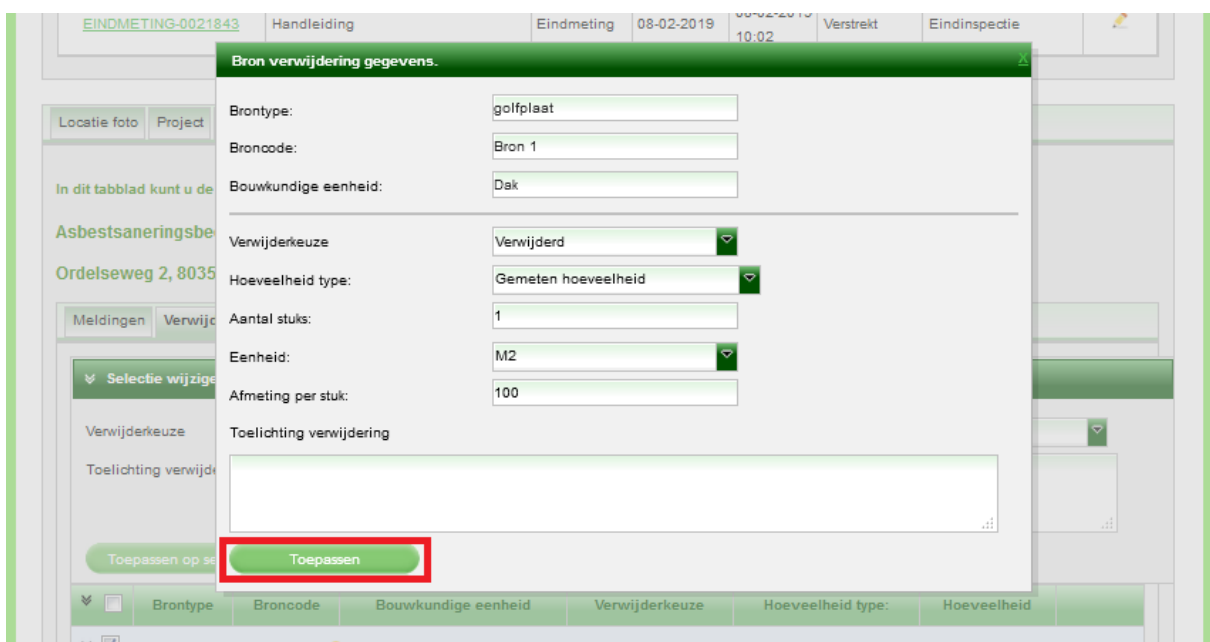 EINDMETING-0021843 Handleiding Eindmeting 08-02-2019 08-02-2019 10:02 Verstrekt Eindinspectie
Bron verwijdering gegevens. X
Brontype: golfplaat
Locatie foto Project
Broncode: Bron 1
In dit tabblad kunt u de
Bouwkundige eenheid: Dak
Asbestsaneringsbe
Verwijderkeuze Verwijderd
Ordelseweg 2, 8035
Hoeveelheid type: Gemeten hoeveelheid
Meldingen Verwijd
Aantal stuks: 1
Eenheid: M2
Selectie wijzige
Afmeting per stuk: 100
Verwijderkeuze
Toelichting verwijdering
Toelichting verwijde
Toepassen op se
Toepassen
Brontype Broncode Bouwkundige eenheid Verwijderkeuze Hoeveelheid type: Hoeveelheid